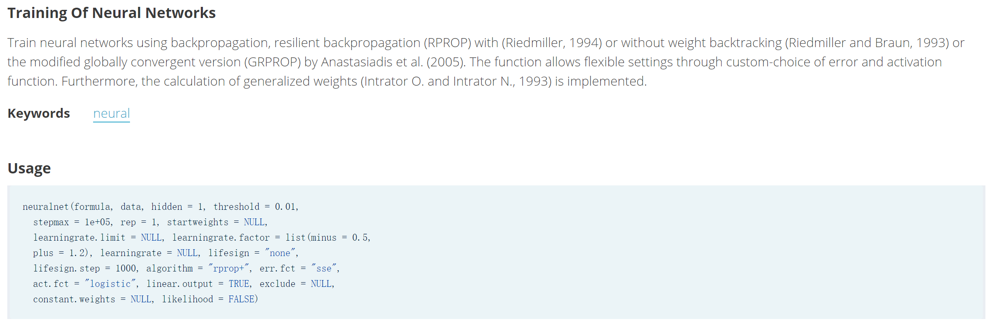 Training Of Neural Networks
Train neural networks using backpropagation, resilient backpropagation (RPROP) with (Riedmiller, 1994) or without weight backtracking (Riedmiller and Braun, 1993) or
the modified globally convergent version (GRPROP) by Anastasiadis et al. (2005). The function allows flexible settings through custom-choice of error and activation
function. Furthermore, the calculation of generalized weights (Intrator O. and Intrator N., 1993) is implemented.
Keywords neural
Usage
neuralnet(formula, data, hidden = 1, threshold = 0.01,
stepmax = 1e+05, rep = 1, startweights = NULL,
learningrate.limit = NULL, learningrate.factor = list(minus = 0.5,
plus = 1.2), learningrate = NULL, lifesign = "none",
lifesign.step = 1000, algorithm = "rprop+", err.fct = "sse",
act.fct = "logistic", linear.output = TRUE, exclude = NULL,
constant.weights = NULL, likelihood = FALSE)